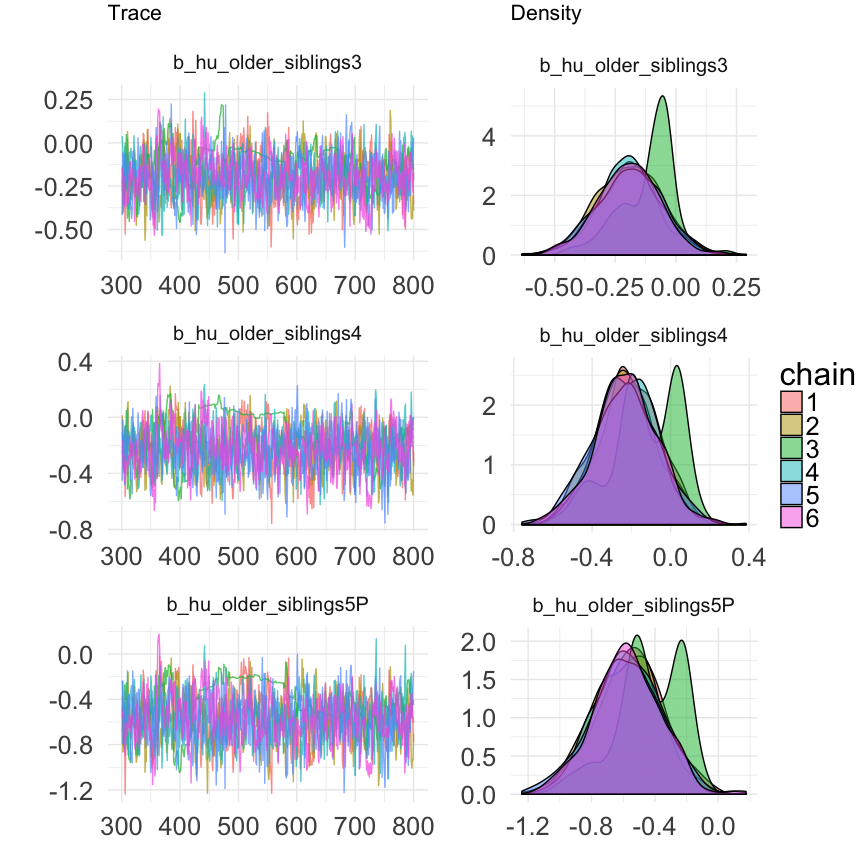 Trace Density
b_hu_older_siblings3 b_hu_older_siblings3
0.25
0.00
-0.25
-0.50
300 400 500 600 700 800
4
2
0
-0.50 -0.25 0.00 0.25
b_hu_older_siblings4 b_hu_older_siblings4
0.4
0.0
-0.4
-0.8
300 400 500 600 700 800
2
1
0
-0.8 -0.4 0.0 0.4
chain
1
2
3
4
5
6
b_hu_older_siblings5P b_hu_older_siblings5P
0.0
-0.4
-0.8
-1.2
300 400 500 600 700 800
2.0
1.5
1.0
0.5
0.0
-1.2 -0.8 -0.4 0.0